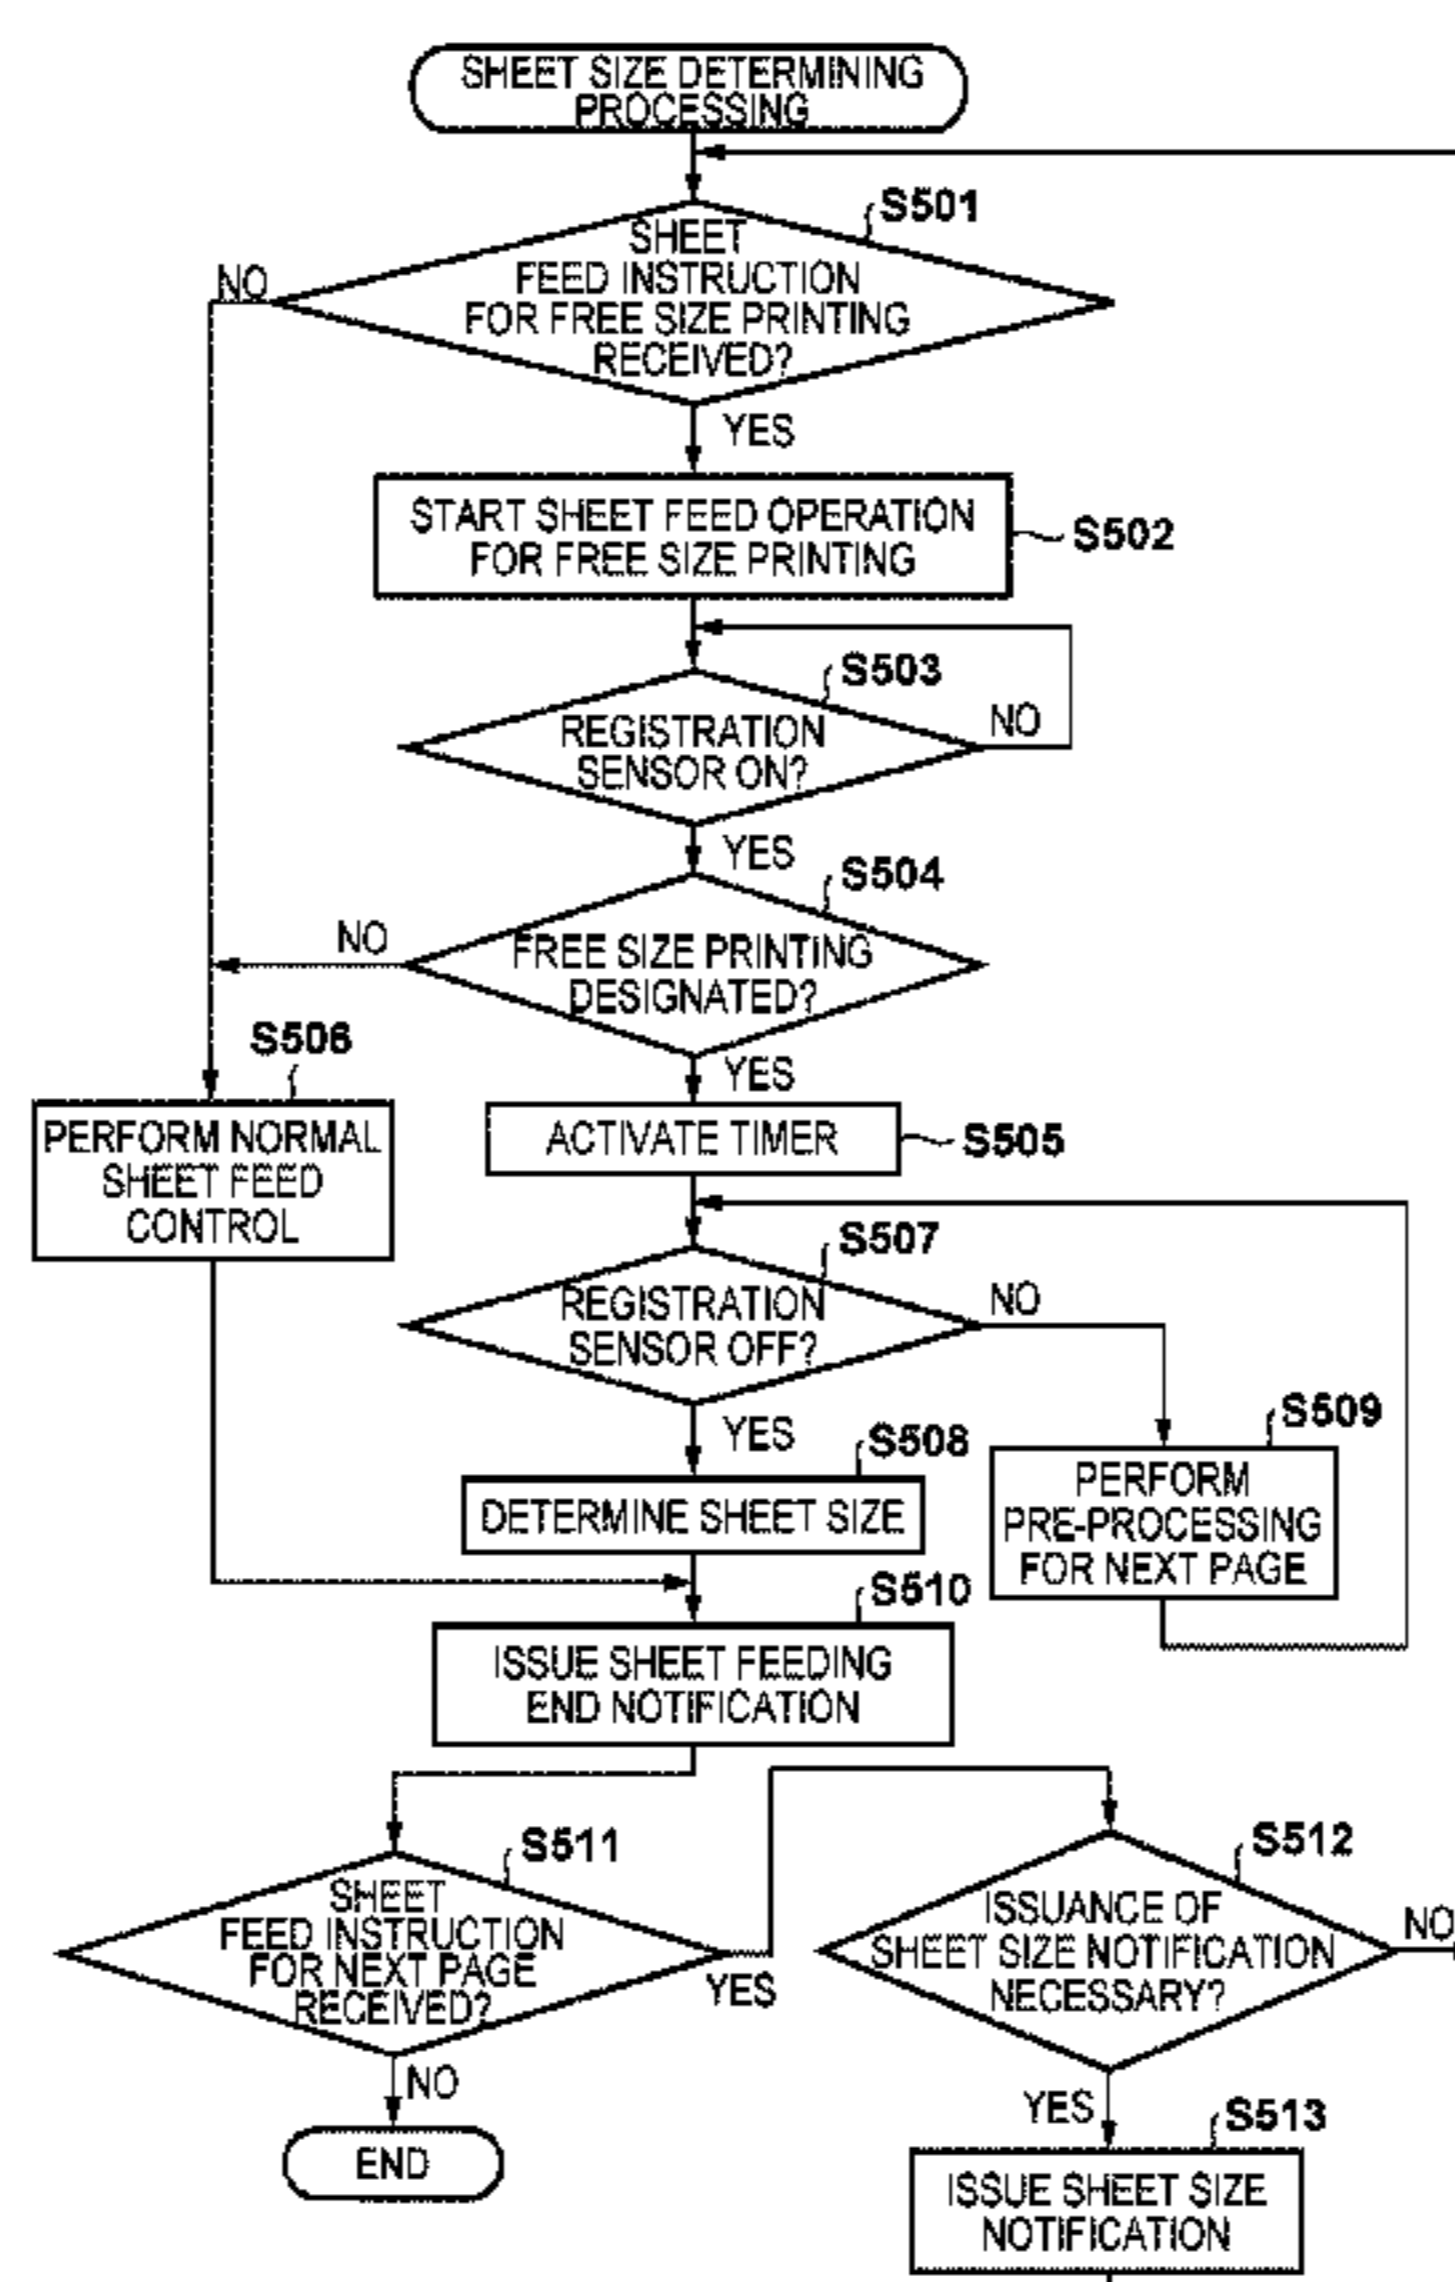 SHEET SIZE DETERMINING
PROCESSING
S501
SHEET
FEED INSTRUCTION
FOR FREE SIZE PRINTING
RECEIVED?
NO
YES
START SHEET FEED OPERATION
FOR FREE SIZE PRINTING
S502
S503
REGISTRATION
SENSOR ON?
NO
YES
S504
FREE SIZE PRINTING
DESIGNATED?
NO
YES
S506
PERFORM NORMAL
SHEET FEED
CONTROL
ACTIVATE TIMER
S505
S507
REGISTRATION
SENSOR OFF?
NO
YES
S508
DETERMINE SHEET SIZE
S509
PERFORM
PRE-PROCESSING
FOR NEXT PAGE
S510
ISSUE SHEET FEEDING
END NOTIFICATION
S511
SHEET
FEED INSTRUCTION
FOR NEXT PAGE
RECEIVED?
YES
NO
END
S512
ISSUANCE OF
SHEET SIZE NOTIFICATION
NECESSARY?
NO
YES
S513
ISSUE SHEET SIZE
NOTIFICATION